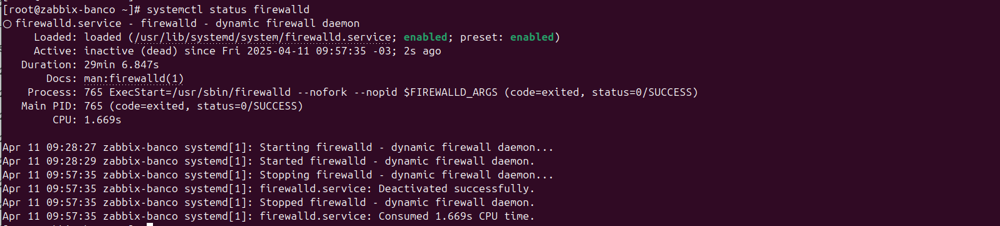 [root@zabbix-banco ~]# systemctl status firewalld
○ firewalld.service - firewalld - dynamic firewall daemon
Loaded: loaded (/usr/lib/systemd/system/firewalld.service; enabled; preset: enabled)
Active: inactive (dead) since Fri 2025-04-11 09:57:35 -03; 2s ago
Duration: 29min 6.847s
Docs: man:firewalld(1)
Process: 765 ExecStart=/usr/sbin/firewalld --nofork --nopid $FIREWALLD_ARGS (code=exited, status=0/SUCCESS)
Main PID: 765 (code=exited, status=0/SUCCESS)
CPU: 1.669s
Apr 11 09:28:27 zabbix-banco systemd[1]: Starting firewalld - dynamic firewall daemon...
Apr 11 09:28:29 zabbix-banco systemd[1]: Started firewalld - dynamic firewall daemon.
Apr 11 09:57:35 zabbix-banco systemd[1]: Stopping firewalld - dynamic firewall daemon...
Apr 11 09:57:35 zabbix-banco systemd[1]: firewalld.service: Deactivated successfully.
Apr 11 09:57:35 zabbix-banco systemd[1]: Stopped firewalld - dynamic firewall daemon.
Apr 11 09:57:35 zabbix-banco systemd[1]: firewalld.service: Consumed 1.669s CPU time.